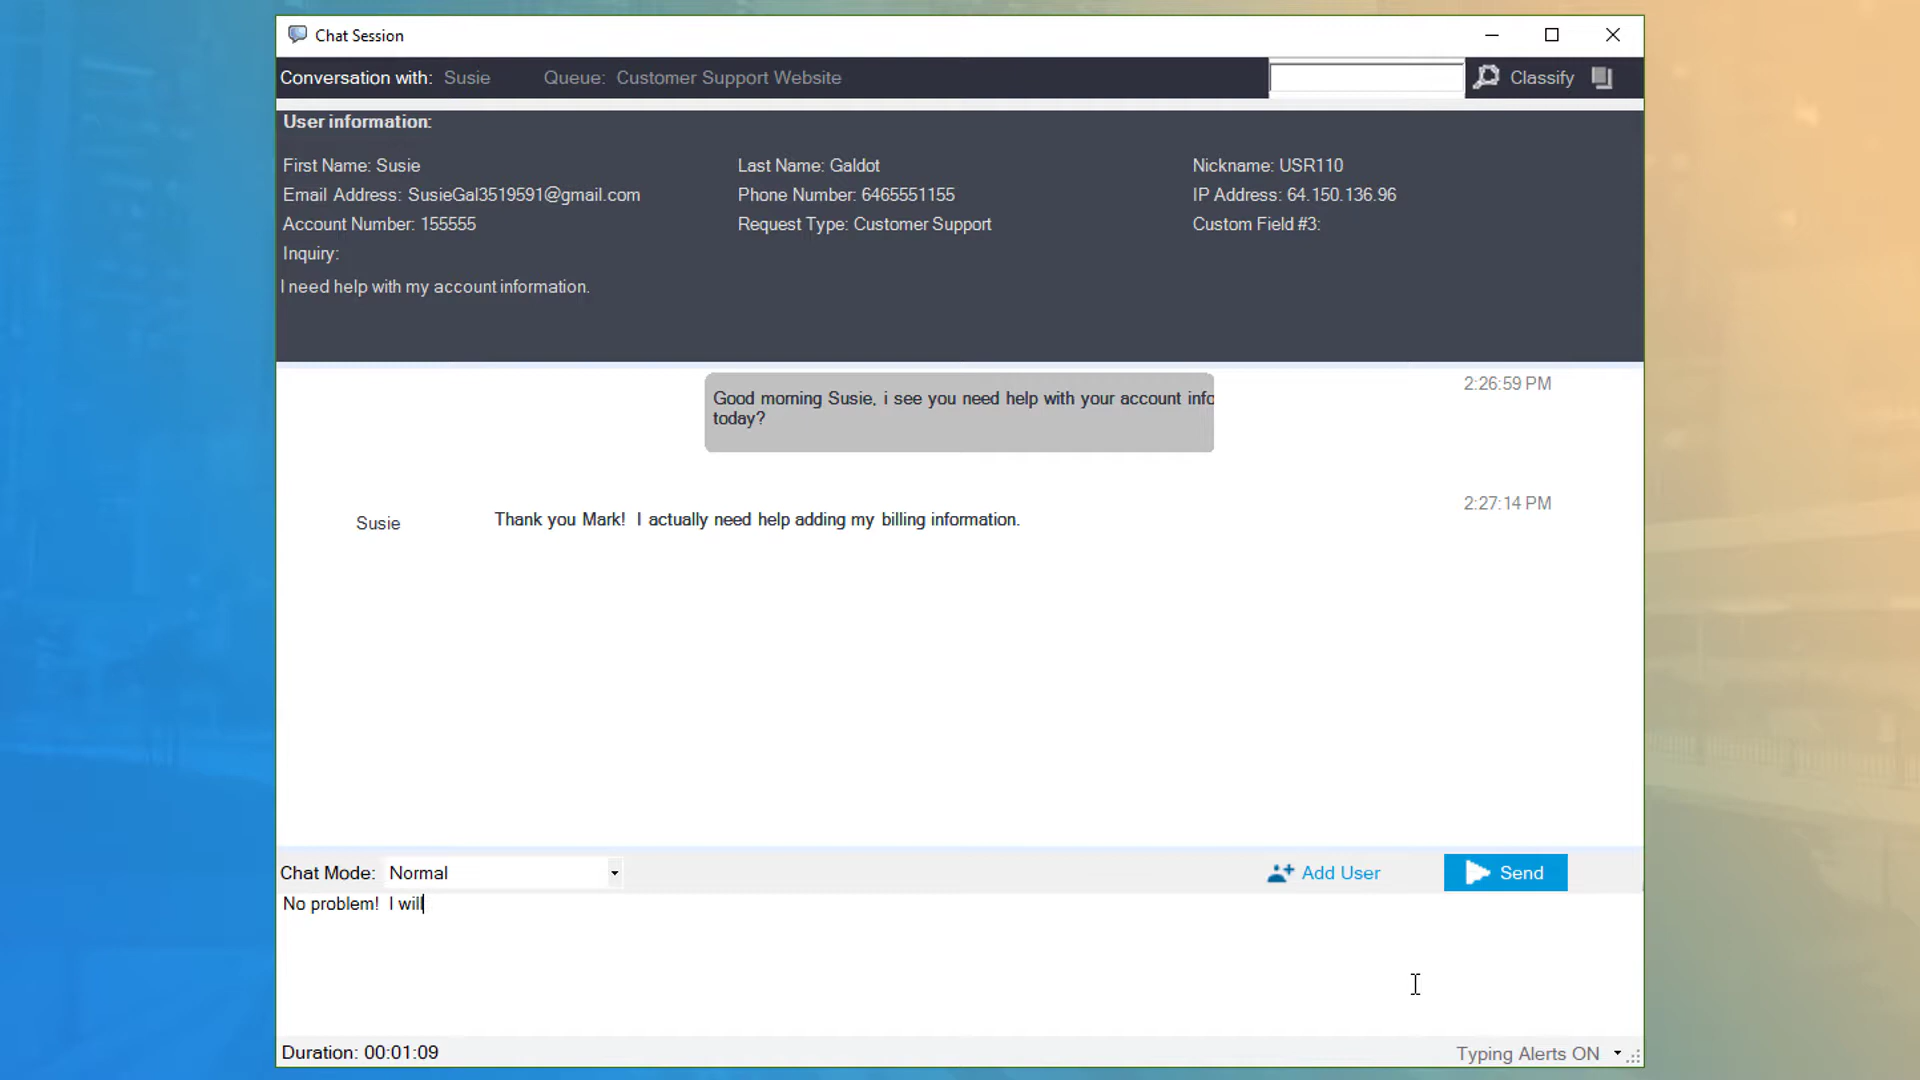 Chat Session
Conversation with: Susie Queue: Customer Support Website Classify
User information:
First Name: Susie Last Name: Galdot Nickname: USR110
Email Address: SusieGal3519591@gmail.com Phone Number: 6465551155 IP Address: 64.150.136.96
Account Number: 155555 Request Type: Customer Support Custom Field #3:
Inquiry:
I need help with my account information.
Good morning Susie, i see you need help with your account info 2:26:59 PM
today?
Susie Thank you Mark! I actually need help adding my billing information. 2:27:14 PM
Chat Mode: Normal Add User Send
No problem! I will
Duration: 00:01:09 Typing Alerts ON